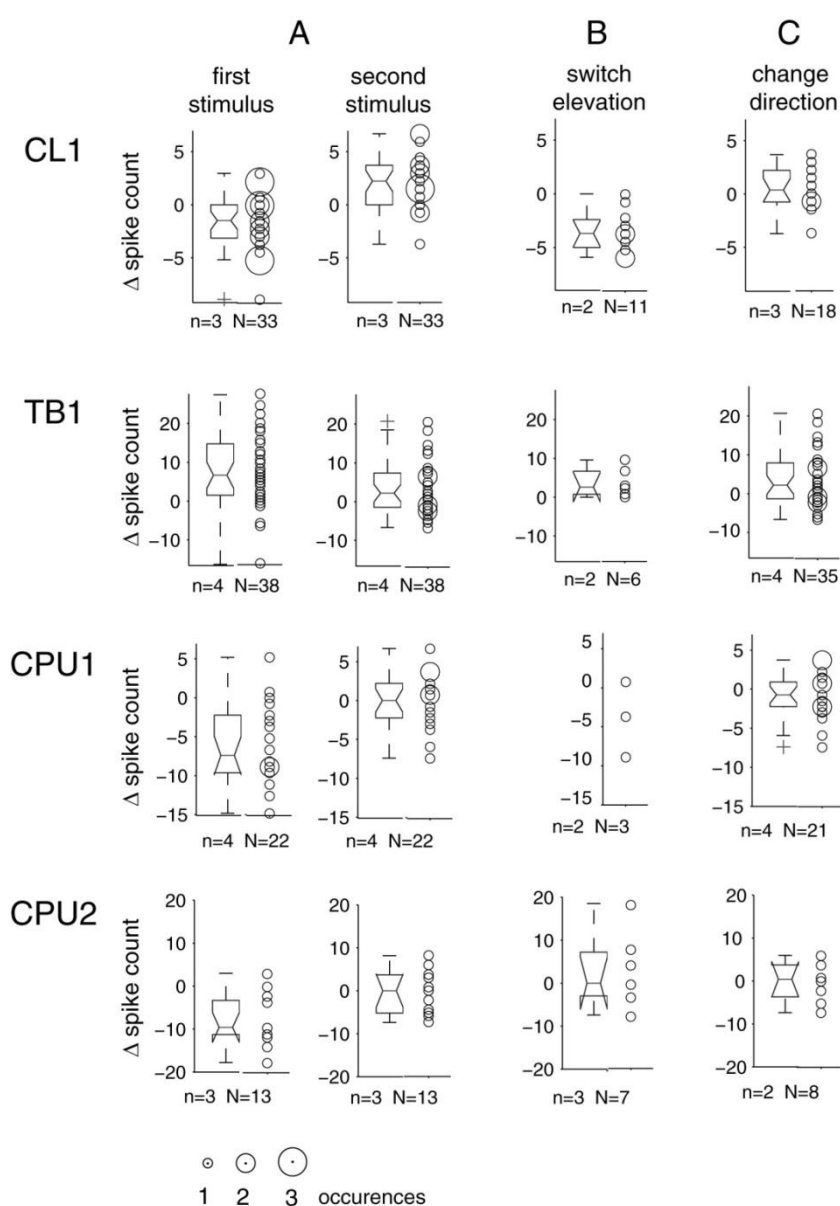 A B C
first stimulus second stimulus switch elevation change direction
CL1
Δ spike count
5 0 −5
5 0 −5
5 0 −5
5 0 −5
n=3 N=33 n=3 N=33 n=2 N=11 n=3 N=18
TB1
Δ spike count
20 10 0 −10
20 10 0 −10
20 10 0 −10
20 10 0 −10
n=4 N=38 n=4 N=38 n=2 N=6 n=4 N=35
CPU1
Δ spike count
5 0 −5 −10 −15
5 0 −5 −10 −15
5 0 −5 −10 −15
5 0 −5 −10 −15
n=4 N=22 n=4 N=22 n=2 N=3 n=4 N=21
CPU2
Δ spike count
20 10 0 −10 −20
20 10 0 −10 −20
20 10 0 −10 −20
20 10 0 −10 −20
n=3 N=13 n=3 N=13 n=3 N=7 n=2 N=8
1 2 3 occurences